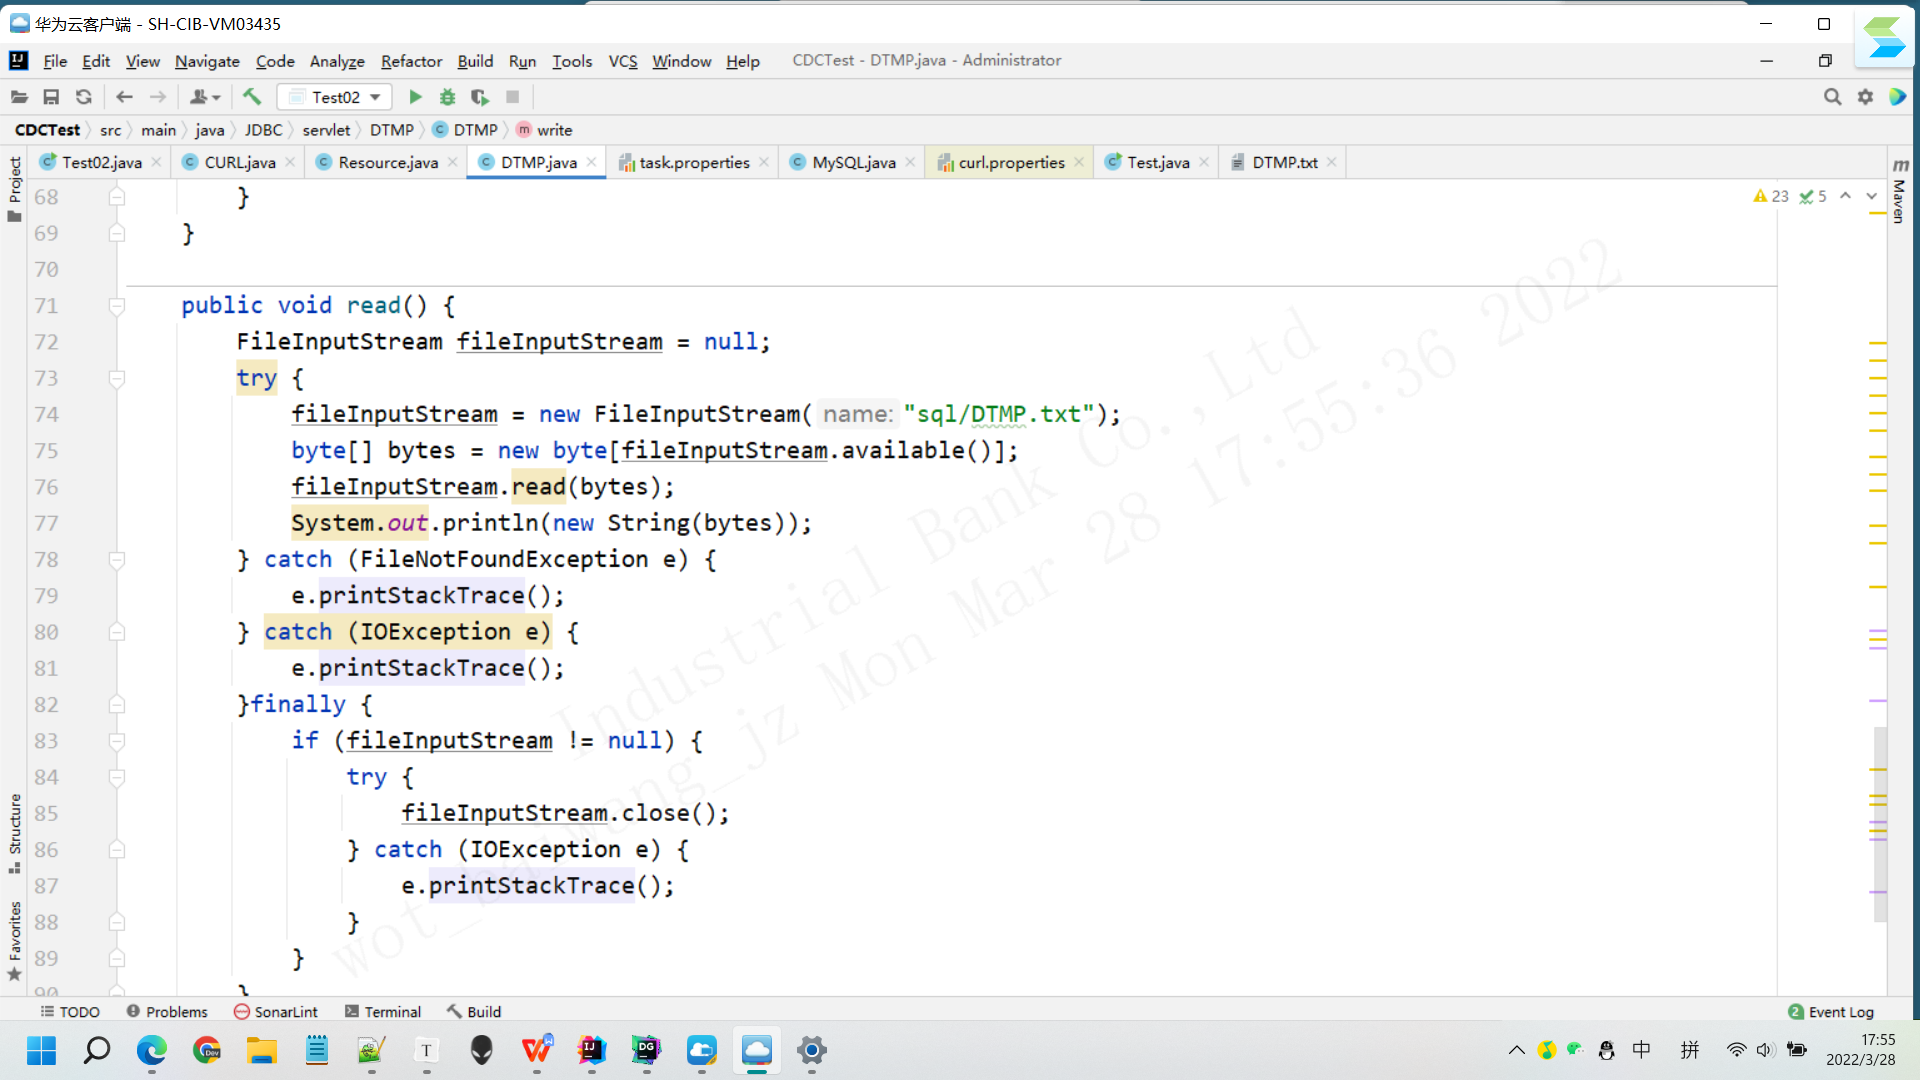 华为云客户端 - SH-CIB-VM03435
File Edit View Navigate Code Analyze Refactor Build Run Tools VCS Window Help CDCTest - DTMP.java - Administrator
Test02
CDCTest src main java JDBC servlet DTMP DTMP write
Test02.java CURL.java Resource.java DTMP.java task.properties MySQL.java curl.properties Test.java DTMP.txt
Project
Maven
23 5
68 }
69 }
70
71 public void read() {
72 FileInputStream fileInputStream = null;
73 try {
74 fileInputStream = new FileInputStream( name: "sql/DTMP.txt");
75 byte[] bytes = new byte[fileInputStream.available()];
76 fileInputStream.read(bytes);
77 System.out.println(new String(bytes));
78 } catch (FileNotFoundException e) {
79 e.printStackTrace();
80 } catch (IOException e) {
81 e.printStackTrace();
82 }finally {
83 if (fileInputStream != null) {
84 try {
85 fileInputStream.close();
86 } catch (IOException e) {
87 e.printStackTrace();
88 }
89 }
90 }
Industrial Bank Co.,Ltd
Mon Mar 28 17:55:36 2022
Structure
Favorites
TODO Problems SonarLint Terminal Build 2 Event Log
中 拼
17:55
2022/3/28